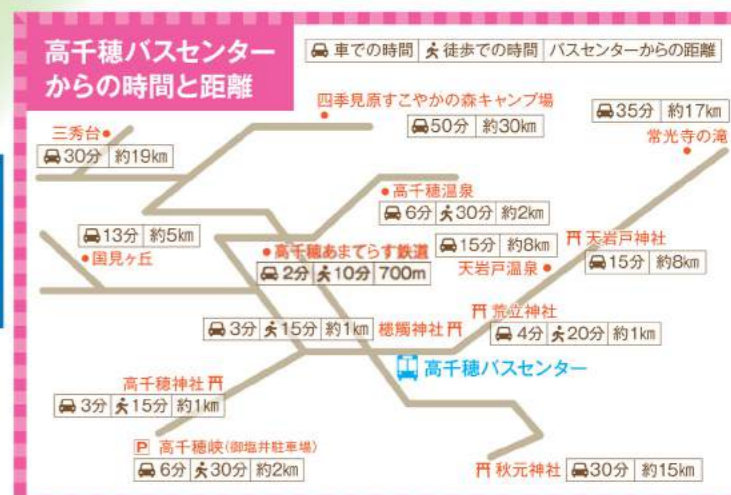 高千穂バスセンター
からの時間と距離
車での時間 徒歩での時間 バスセンターからの距離
四季見原すこやかの森キャンプ場
50分 約30km
35分 約17km
常光寺の滝
三秀台
30分 約19km
高千穂温泉
6分 30分 約2km
13分 約5km
国見ヶ丘
高千穂あまてらす鉄道
2分 10分 700m
15分 約8km
天岩戸温泉
天岩戸神社
15分 約8km
3分 15分 約1km 槵觸神社
荒立神社
4分 20分 約1km
高千穂バスセンター
高千穂神社
3分 15分 約1km
P 高千穂峡(御塩井駐車場)
6分 30分 約2km
秋元神社 30分 約15km